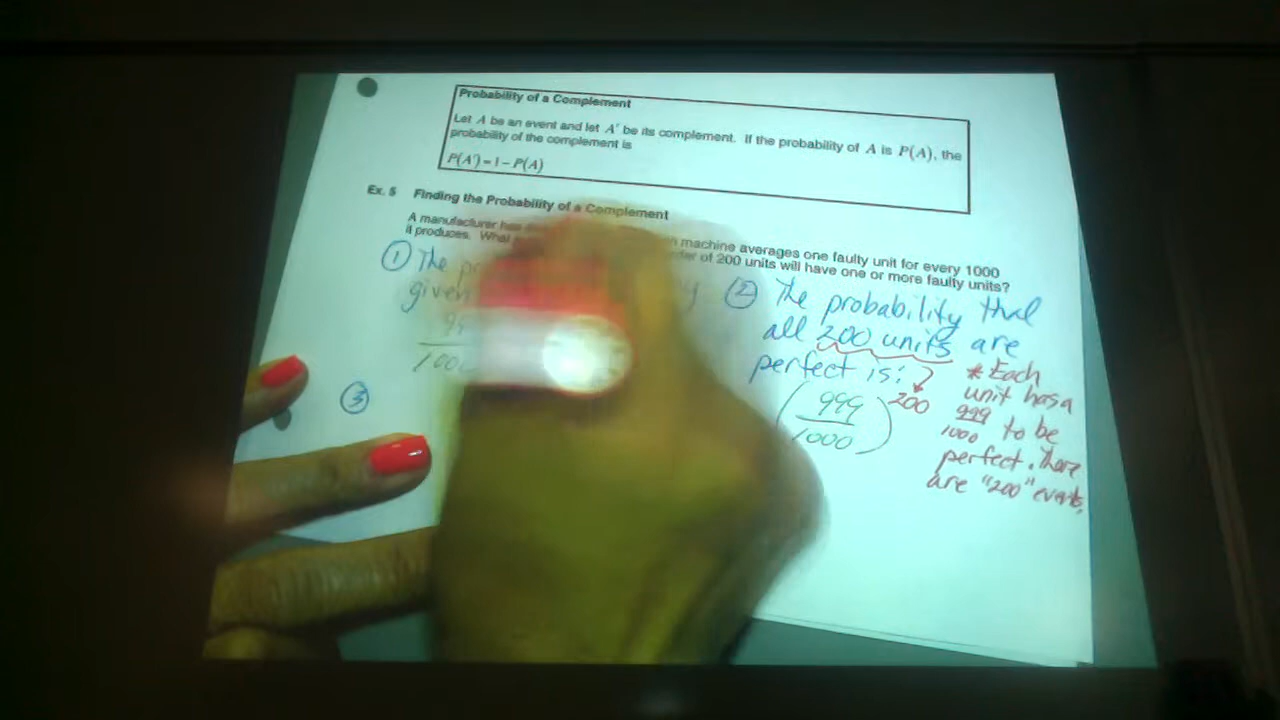 Probability of a Complement
Let A be an event and let A' be its complement. If the probability of A is P(A), the
probability of the complement is
P(A') = 1 - P(A)
Ex. 5 Finding the Probability of a Complement
A manufacturer has machine averages one faulty unit for every 1000
it produces. What of 200 units will have one or more faulty units?
① The
given
1000
② The probability that
all 200 units are
perfect is:
(999/1000)^200
* Each
unit has a
999/1000 to be
perfect. There
are "200" events.
③